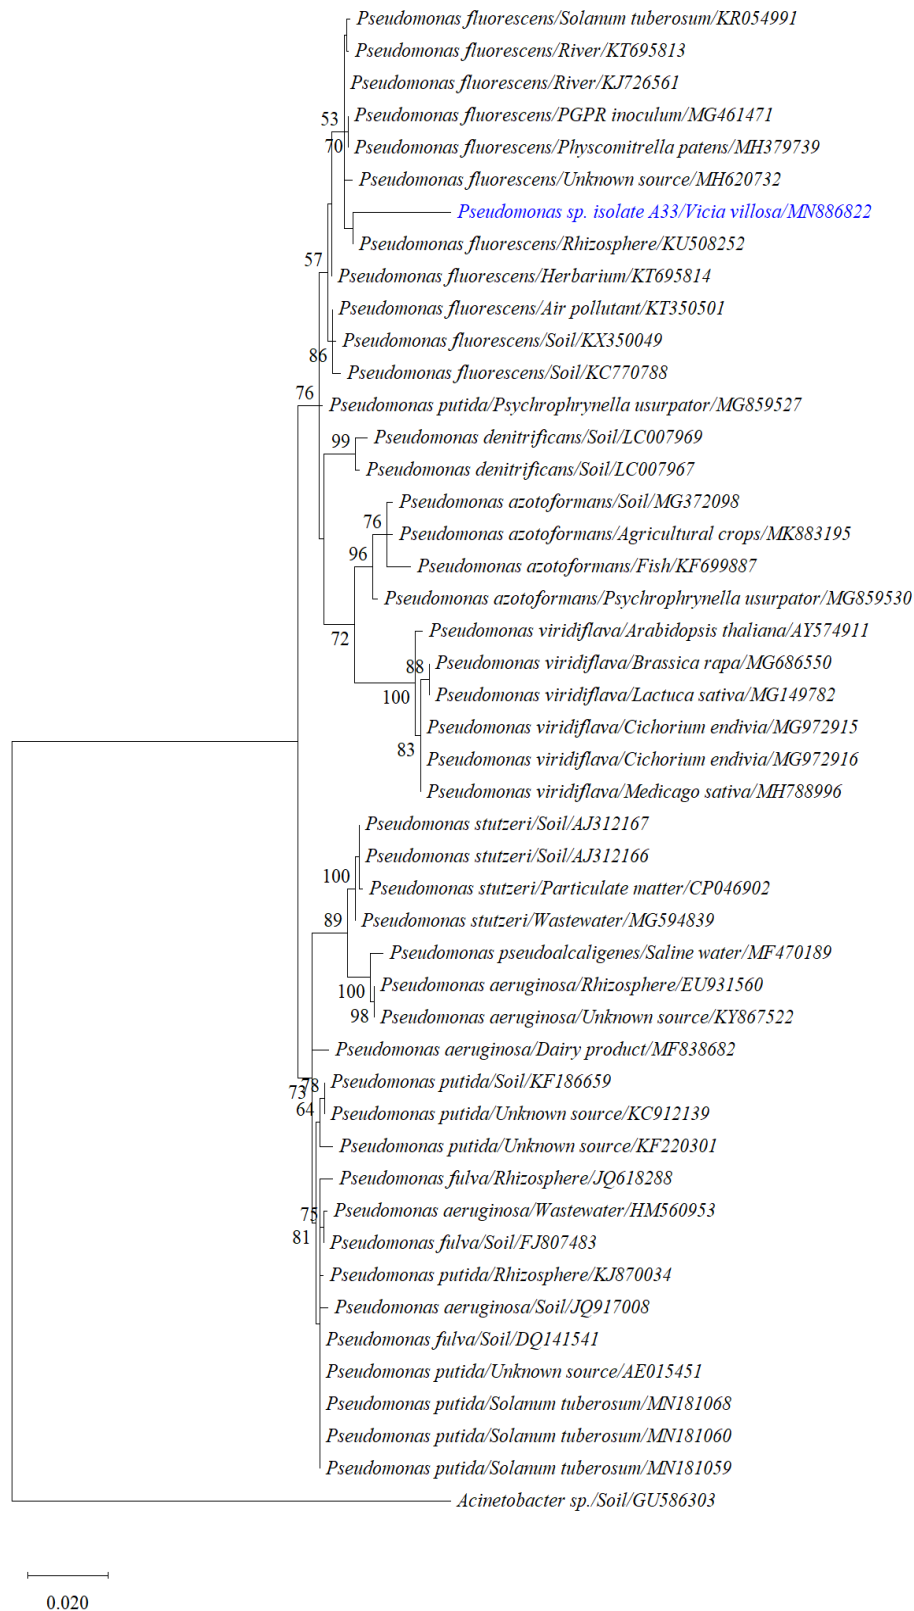 Pseudomonas fluorescens/Solanum tuberosum/KR054991
Pseudomonas fluorescens/River/KT695813
Pseudomonas fluorescens/River/KJ726561
53
Pseudomonas fluorescens/PGPR inoculum/MG461471
70
Pseudomonas fluorescens/Physcomitrella patens/MH379739
Pseudomonas fluorescens/Unknown source/MH620732
Pseudomonas sp. isolate A33/Vicia villosa/MN886822
Pseudomonas fluorescens/Rhizosphere/KU508252
57
Pseudomonas fluorescens/Herbarium/KT695814
Pseudomonas fluorescens/Air pollutant/KT350501
Pseudomonas fluorescens/Soil/KX350049
86
Pseudomonas fluorescens/Soil/KC770788
76
Pseudomonas putida/Psychrophrynella usurpator/MG859527
99
Pseudomonas denitrificans/Soil/LC007969
Pseudomonas denitrificans/Soil/LC007967
Pseudomonas azotoformans/Soil/MG372098
76
Pseudomonas azotoformans/Agricultural crops/MK883195
96
Pseudomonas azotoformans/Fish/KF699887
Pseudomonas azotoformans/Psychrophrynella usurpator/MG859530
72
Pseudomonas viridiflava/Arabidopsis thaliana/AY574911
88
Pseudomonas viridiflava/Brassica rapa/MG686550
100
Pseudomonas viridiflava/Lactuca sativa/MG149782
Pseudomonas viridiflava/Cichorium endivia/MG972915
83
Pseudomonas viridiflava/Cichorium endivia/MG972916
Pseudomonas viridiflava/Medicago sativa/MH788996
Pseudomonas stutzeri/Soil/AJ312167
Pseudomonas stutzeri/Soil/AJ312166
100
Pseudomonas stutzeri/Particulate matter/CP046902
89
Pseudomonas stutzeri/Wastewater/MG594839
Pseudomonas pseudoalcaligenes/Saline water/MF470189
100
Pseudomonas aeruginosa/Rhizosphere/EU931560
98
Pseudomonas aeruginosa/Unknown source/KY867522
Pseudomonas aeruginosa/Dairy product/MF838682
78
73
Pseudomonas putida/Soil/KF186659
64
Pseudomonas putida/Unknown source/KC912139
Pseudomonas putida/Unknown source/KF220301
Pseudomonas fulva/Rhizosphere/JQ618288
75
Pseudomonas aeruginosa/Wastewater/HM560953
81
Pseudomonas fulva/Soil/FJ807483
Pseudomonas putida/Rhizosphere/KJ870034
Pseudomonas aeruginosa/Soil/JQ917008
Pseudomonas fulva/Soil/DQ141541
Pseudomonas putida/Unknown source/AE015451
Pseudomonas putida/Solanum tuberosum/MN181068
Pseudomonas putida/Solanum tuberosum/MN181060
Pseudomonas putida/Solanum tuberosum/MN181059
Acinetobacter sp./Soil/GU586303
0.020